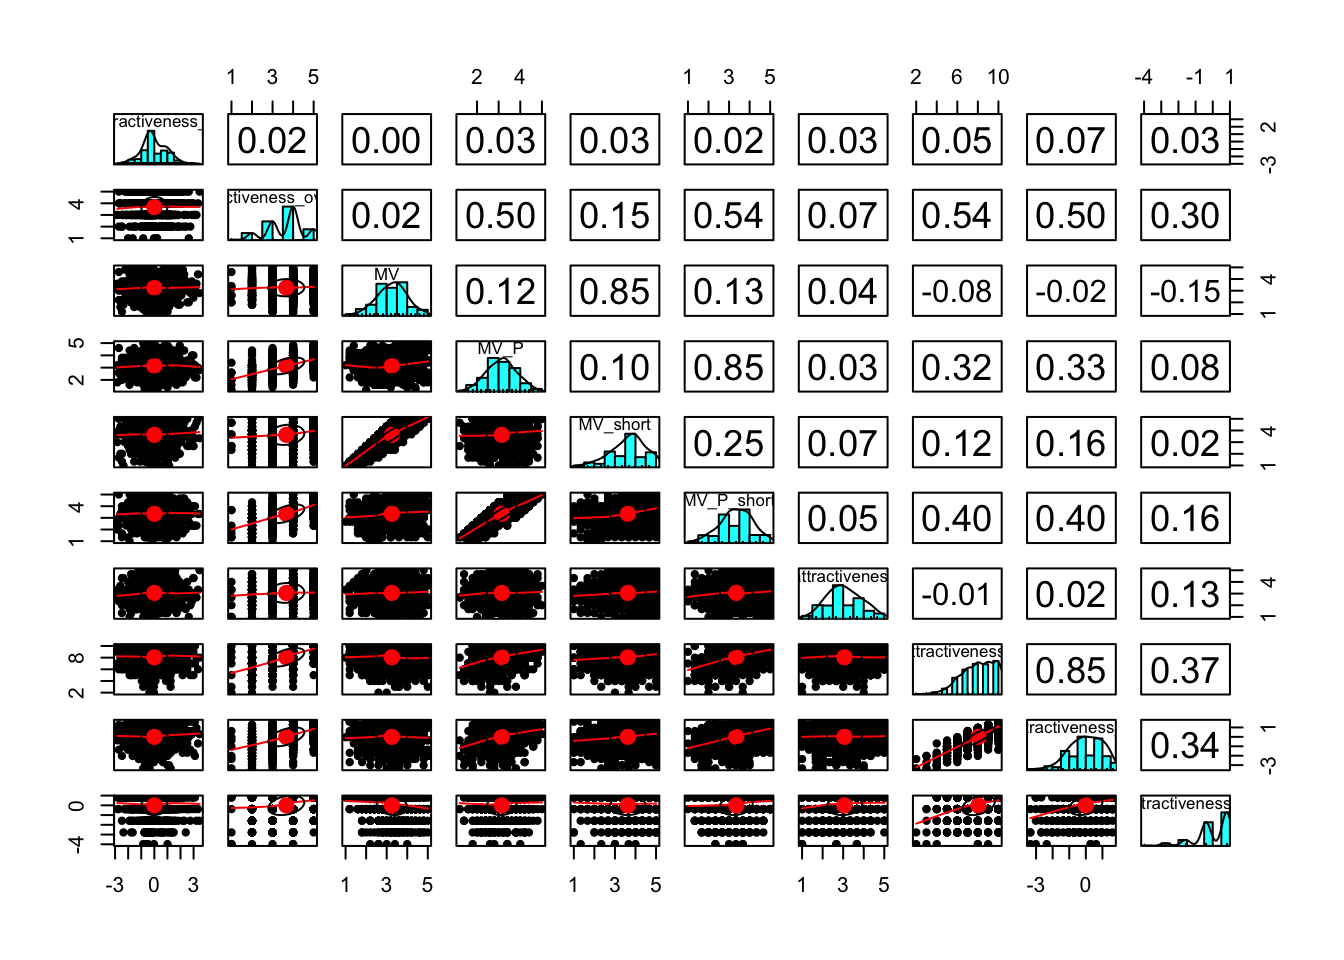 1 3 5 2 4 1 3 5 2 6 10 -4 -1 1
ractiveness_ 0.02 0.00 0.03 0.03 0.02 0.03 0.05 0.07 0.03 -3 2
1 4 ctiveness_ov 0.02 0.50 0.15 0.54 0.07 0.54 0.50 0.30
MV 0.12 0.85 0.13 0.04 -0.08 -0.02 -0.15 1 4
2 5 MV_P 0.10 0.85 0.03 0.32 0.33 0.08
MV_short 0.25 0.07 0.12 0.16 0.02 1 4
1 4 MV_P_short 0.05 0.40 0.40 0.16
ttractivenes -0.01 0.02 0.13 1 4
2 8 ttractiveness 0.85 0.37
ractiveness 0.34 -3 1
-4 0 tractiveness
-3 0 3 1 3 5 1 3 5 1 3 5 -3 0